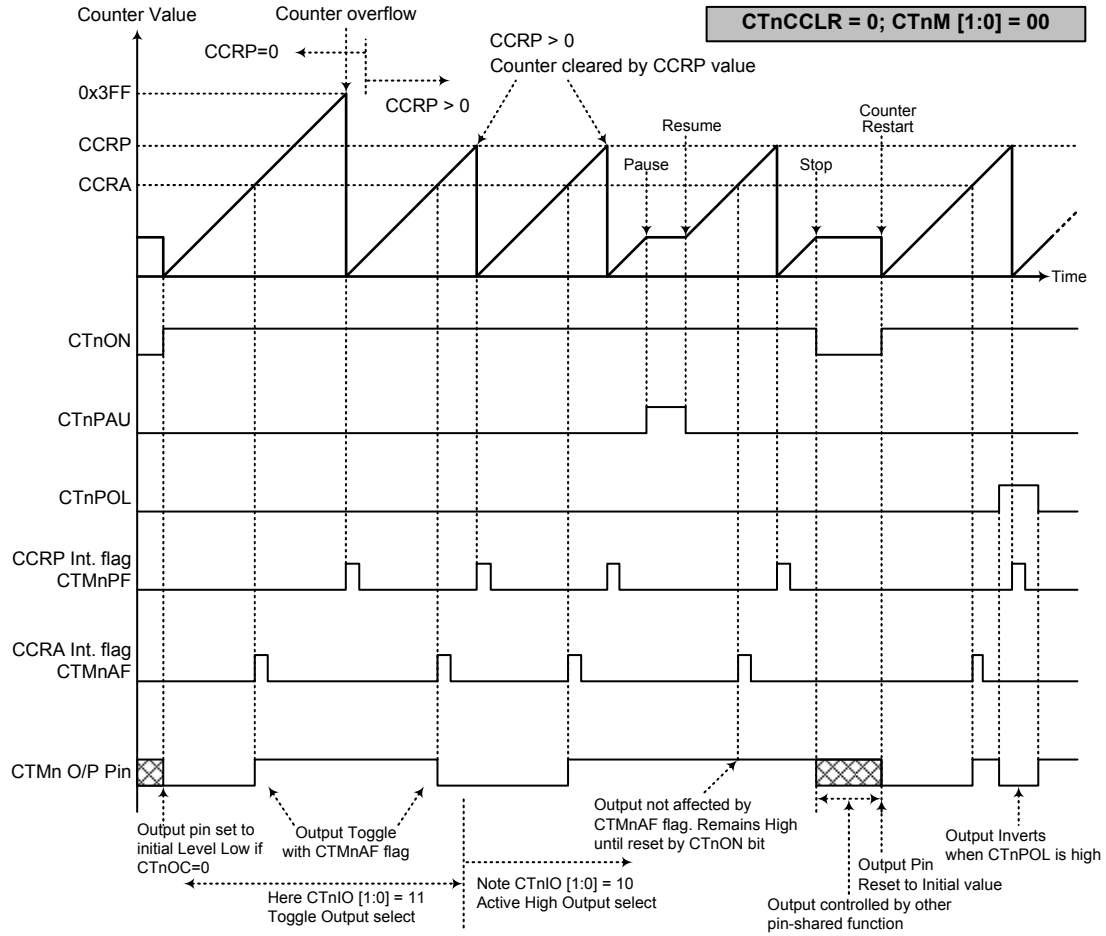 Counter Value
Counter overflow
CTnCCLR = 0; CTnM [1:0] = 00
CCRP=0
CCRP > 0
CCRP > 0
Counter cleared by CCRP value
0x3FF
CCRP
CCRA
Pause
Resume
Stop
Counter
Restart
Time
CTnON
CTnPAU
CTnPOL
CCRP Int. flag
CTMnPF
CCRA Int. flag
CTMnAF
CTMn O/P Pin
Output pin set to
initial Level Low if
CTnOC=0
Output Toggle
with CTMnAF flag
Here CTnIO [1:0] = 11
Toggle Output select
Note CTnIO [1:0] = 10
Active High Output select
Output not affected by
CTMnAF flag. Remains High
until reset by CTnON bit
Output Pin
Reset to Initial value
Output controlled by other
pin-shared function
Output Inverts
when CTnPOL is high